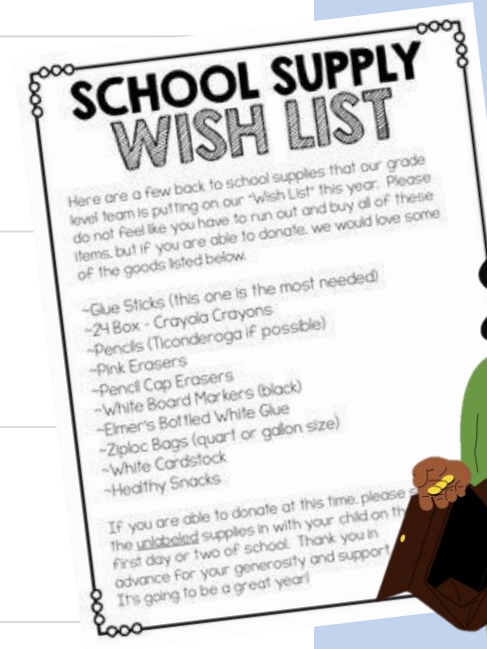 SCHOOL SUPPLY
WISH LIST
Here are a few back to school supplies that our grade
level team is putting on our "Wish List" this year. Please
do not feel like you have to run out and buy all of these
items, but if you are able to donate, we would love some
of the goods listed below.
~Glue Sticks (this one is the most needed)
~24 Box - Crayola Crayons
~Pencils (Ticonderoga if possible)
~Pink Erasers
~Pencil Cap Erasers
~White Board Markers (black)
~Elmer's Bottled White Glue
~Ziploc Bags (quart or gallon size)
~White Cardstock
~Healthy Snacks
If you are able to donate at this time, please
the unlabeled supplies in with your child on
first day or two of school. Thank you in
advance for your generosity and support
It's going to be a great year!